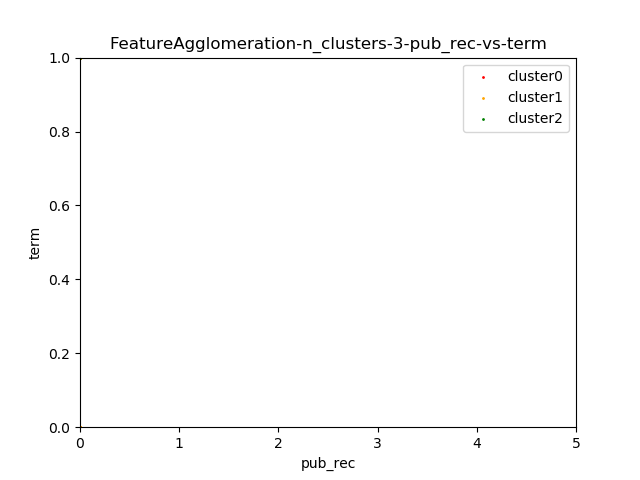 FeatureAgglomeration-n_clusters-3-pub_rec-vs-term
cluster0
cluster1
cluster2
1.0
0.8
0.6
0.4
0.2
0.0
term
0 1 2 3 4 5
pub_rec